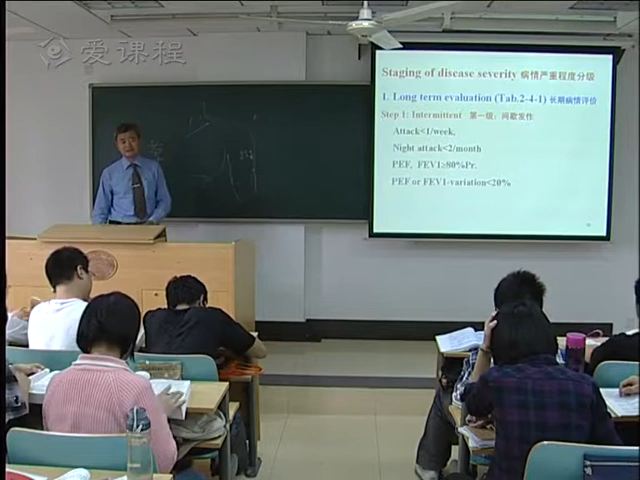 爱课程
Staging of disease severity 病情严重程度分级
1. Long term evaluation (Tab.2-4-1) 长期病情评价
Step 1: Intermittent 第一级：间歇发作
Attack<1/week,
Night attack<2/month
PEF, FEV1≥80%Pr.
PEF or FEV1-variation<20%